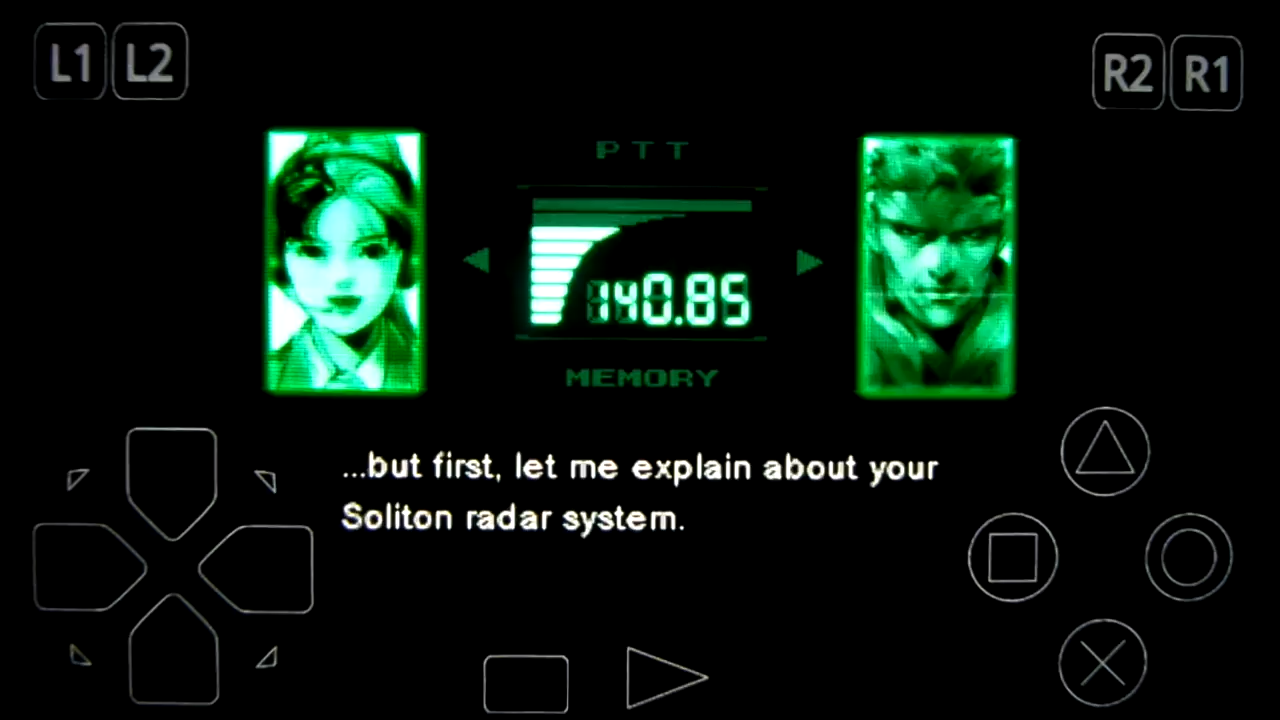 L1 L2
R2 R1
PTT
140.85
MEMORY
...but first, let me explain about your
Soliton radar system.